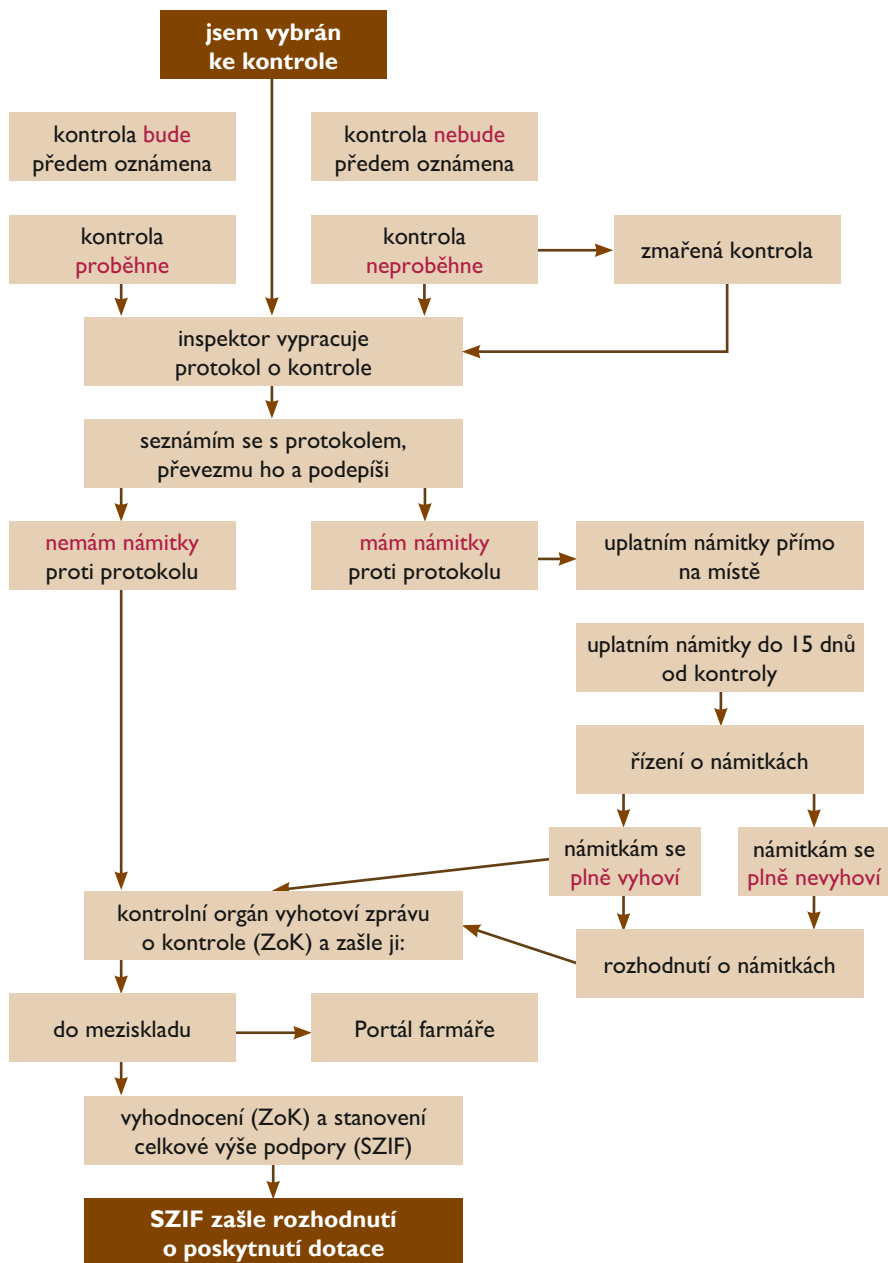 jsem vybrán
ke kontrole
kontrola bude
předem oznámena
kontrola nebude
předem oznámena
kontrola
proběhne
kontrola
neproběhne
zmařená kontrola
inspektor vypracuje
protokol o kontrole
seznámím se s protokolem,
převezmu ho a podepíši
nemám námitky
proti protokolu
mám námitky
proti protokolu
uplatním námitky přímo
na místě
uplatním námitky do 15 dnů
od kontroly
řízení o námitkách
námitkám se
plně vyhoví
námitkám se
plně nevyhoví
kontrolní orgán vyhotoví zprávu
o kontrole (ZoK) a zašle ji:
rozhodnutí o námitkách
do meziskladu
Portál farmáře
vyhodnocení (ZoK) a stanovení
celkové výše podpory (SZIF)
SZIF zašle rozhodnutí
o poskytnutí dotace